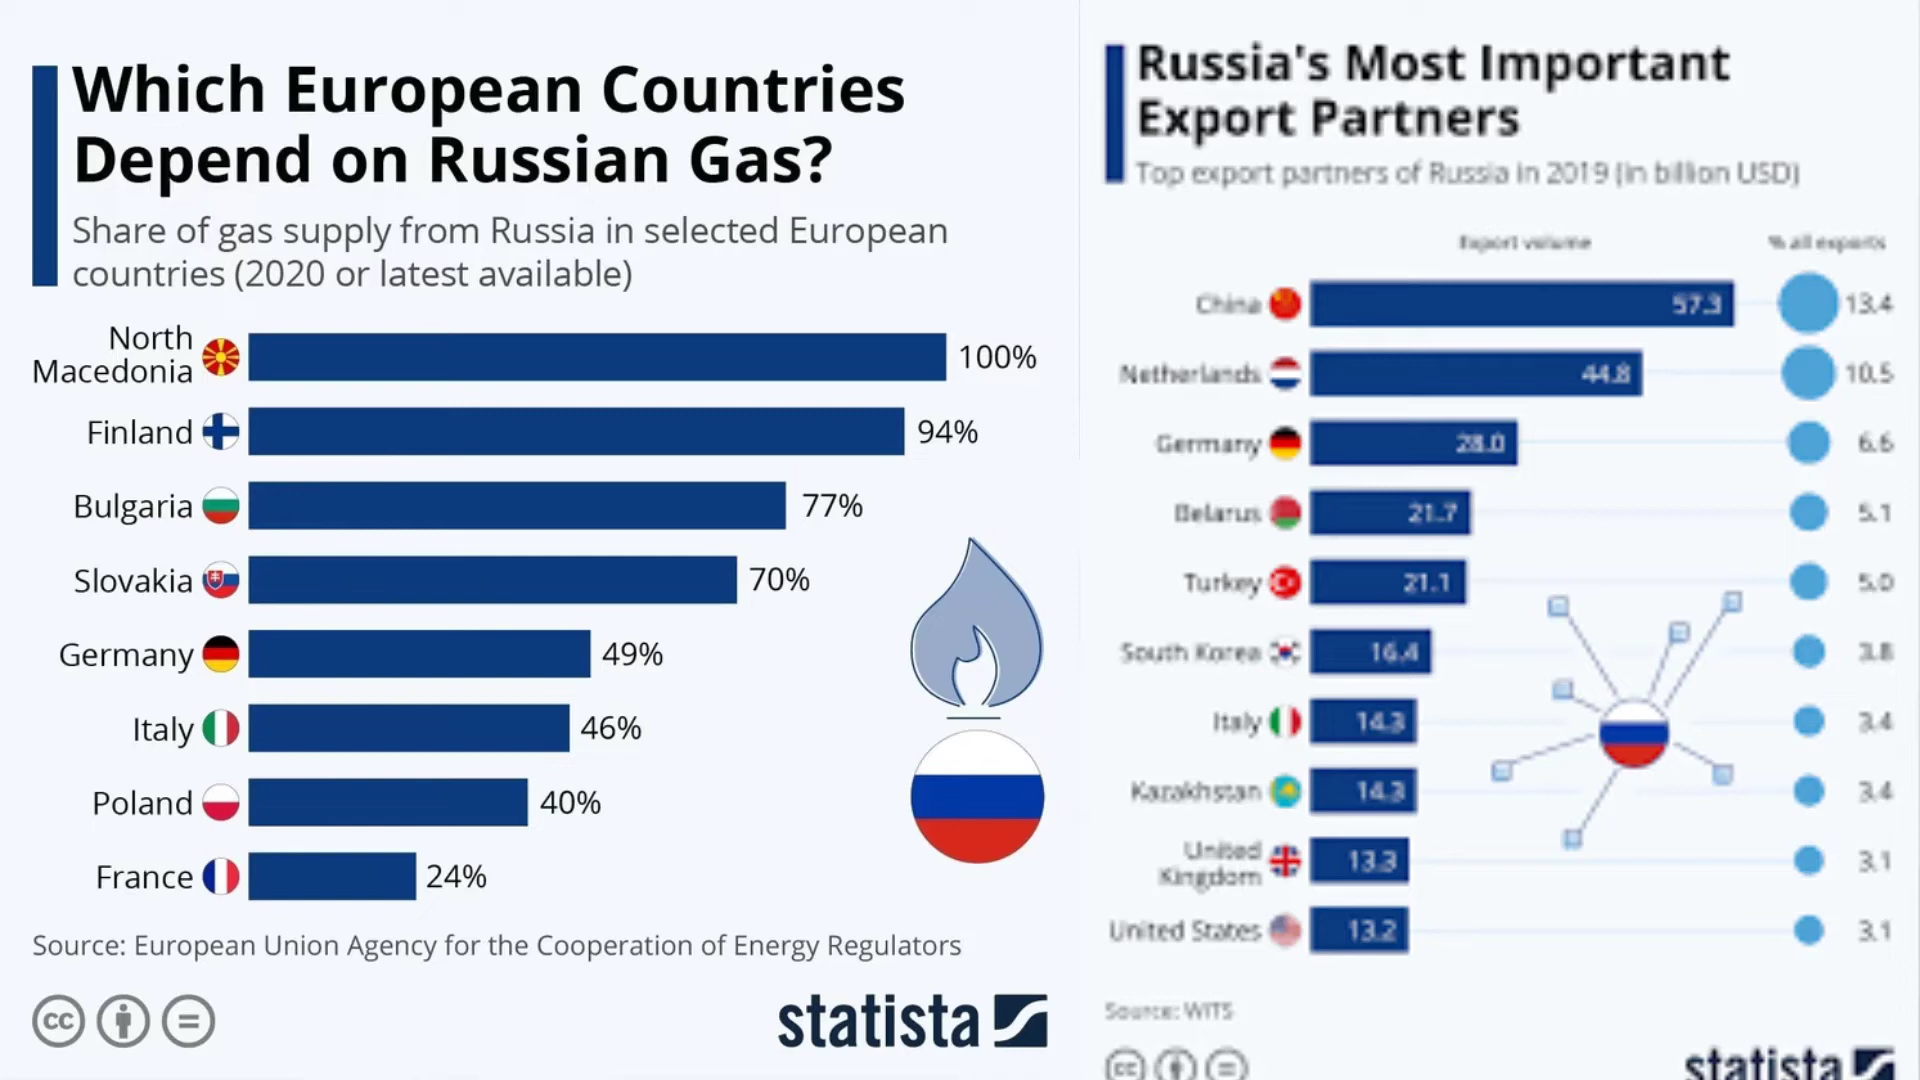 Which European Countries
Depend on Russian Gas?
Share of gas supply from Russia in selected European
countries (2020 or latest available)
North
Macedonia
100%
Finland
94%
Bulgaria
77%
Slovakia
70%
Germany
49%
Italy
46%
Poland
40%
France
24%
Source: European Union Agency for the Cooperation of Energy Regulators
cc
statista
Russia's Most Important
Export Partners
Top export partners of Russia in 2019 (in billion USD)
Export volume
% all exports
China 57.3 13.4
Netherlands 44.8 10.5
Germany 28.0 6.6
Belarus 21.7 5.1
Turkey 21.1 5.0
South Korea 16.4 3.8
Italy 14.3 3.4
Kazakhstan 14.3 3.4
United
Kingdom
13.3 3.1
United States 13.2 3.1
Source: WITS
cc
statista